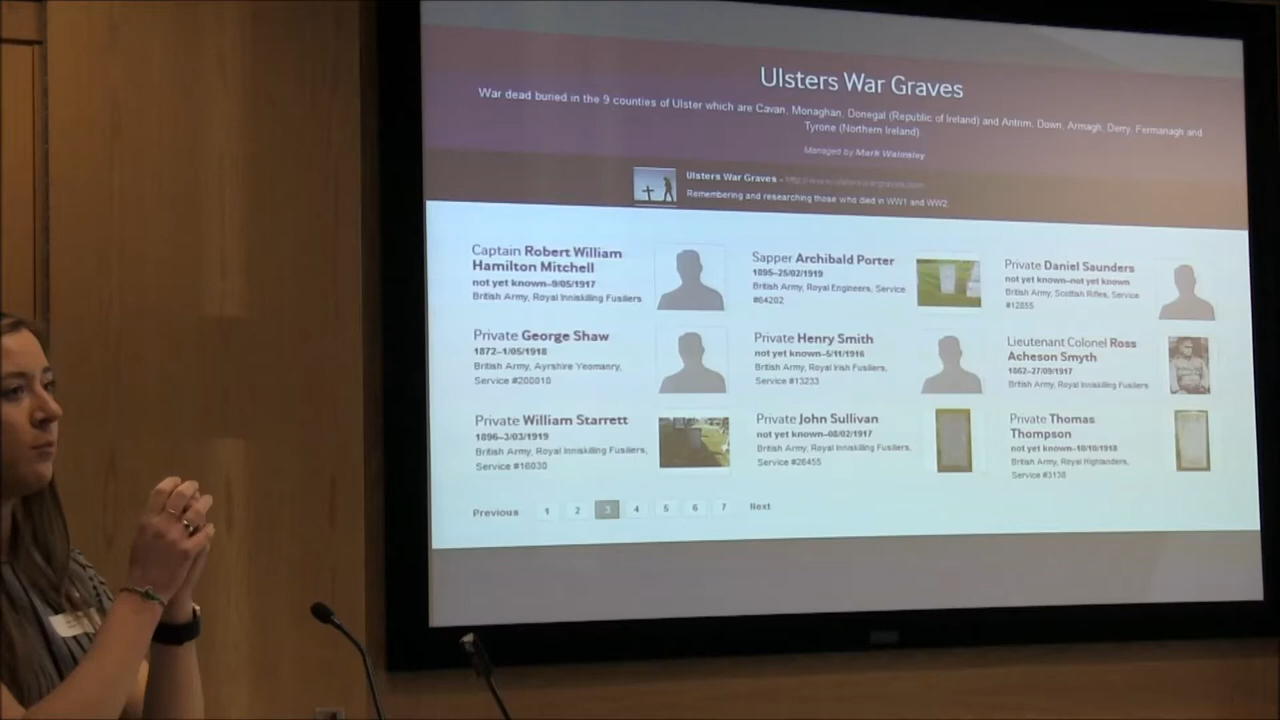 Ulsters War Graves
War dead buried in the 9 counties of Ulster which are Cavan, Monaghan, Donegal (Republic of Ireland) and Antrim, Down, Armagh, Derry, Fermanagh and
Tyrone (Northern Ireland)
Managed by Mark Walmsley
Ulsters War Graves -
Remembering and researching those who died in WW1 and WW2
Captain Robert William
Hamilton Mitchell
not yet known–9/05/1917
British Army, Royal Inniskilling Fusiliers
Sapper Archibald Porter
1895–25/02/1919
British Army, Royal Engineers, Service
#64202
Private Daniel Saunders
not yet known–not yet known
British Army, Scottish Rifles, Service
#12855
Private George Shaw
1872–1/05/1918
British Army, Ayrshire Yeomanry,
Service #200010
Private Henry Smith
not yet known–5/11/1916
British Army, Royal Irish Fusiliers,
Service #13233
Lieutenant Colonel Ross
Acheson Smyth
1862–27/09/1917
British Army, Royal Inniskilling Fusiliers
Private William Starrett
1896–3/03/1919
British Army, Royal Inniskilling Fusiliers,
Service #16030
Private John Sullivan
not yet known–08/02/1917
British Army, Royal Inniskilling Fusiliers,
Service #26455
Private Thomas
Thompson
not yet known–10/10/1918
British Army, Royal Highlanders,
Service #3138
Previous 1 2 3 4 5 6 7 Next